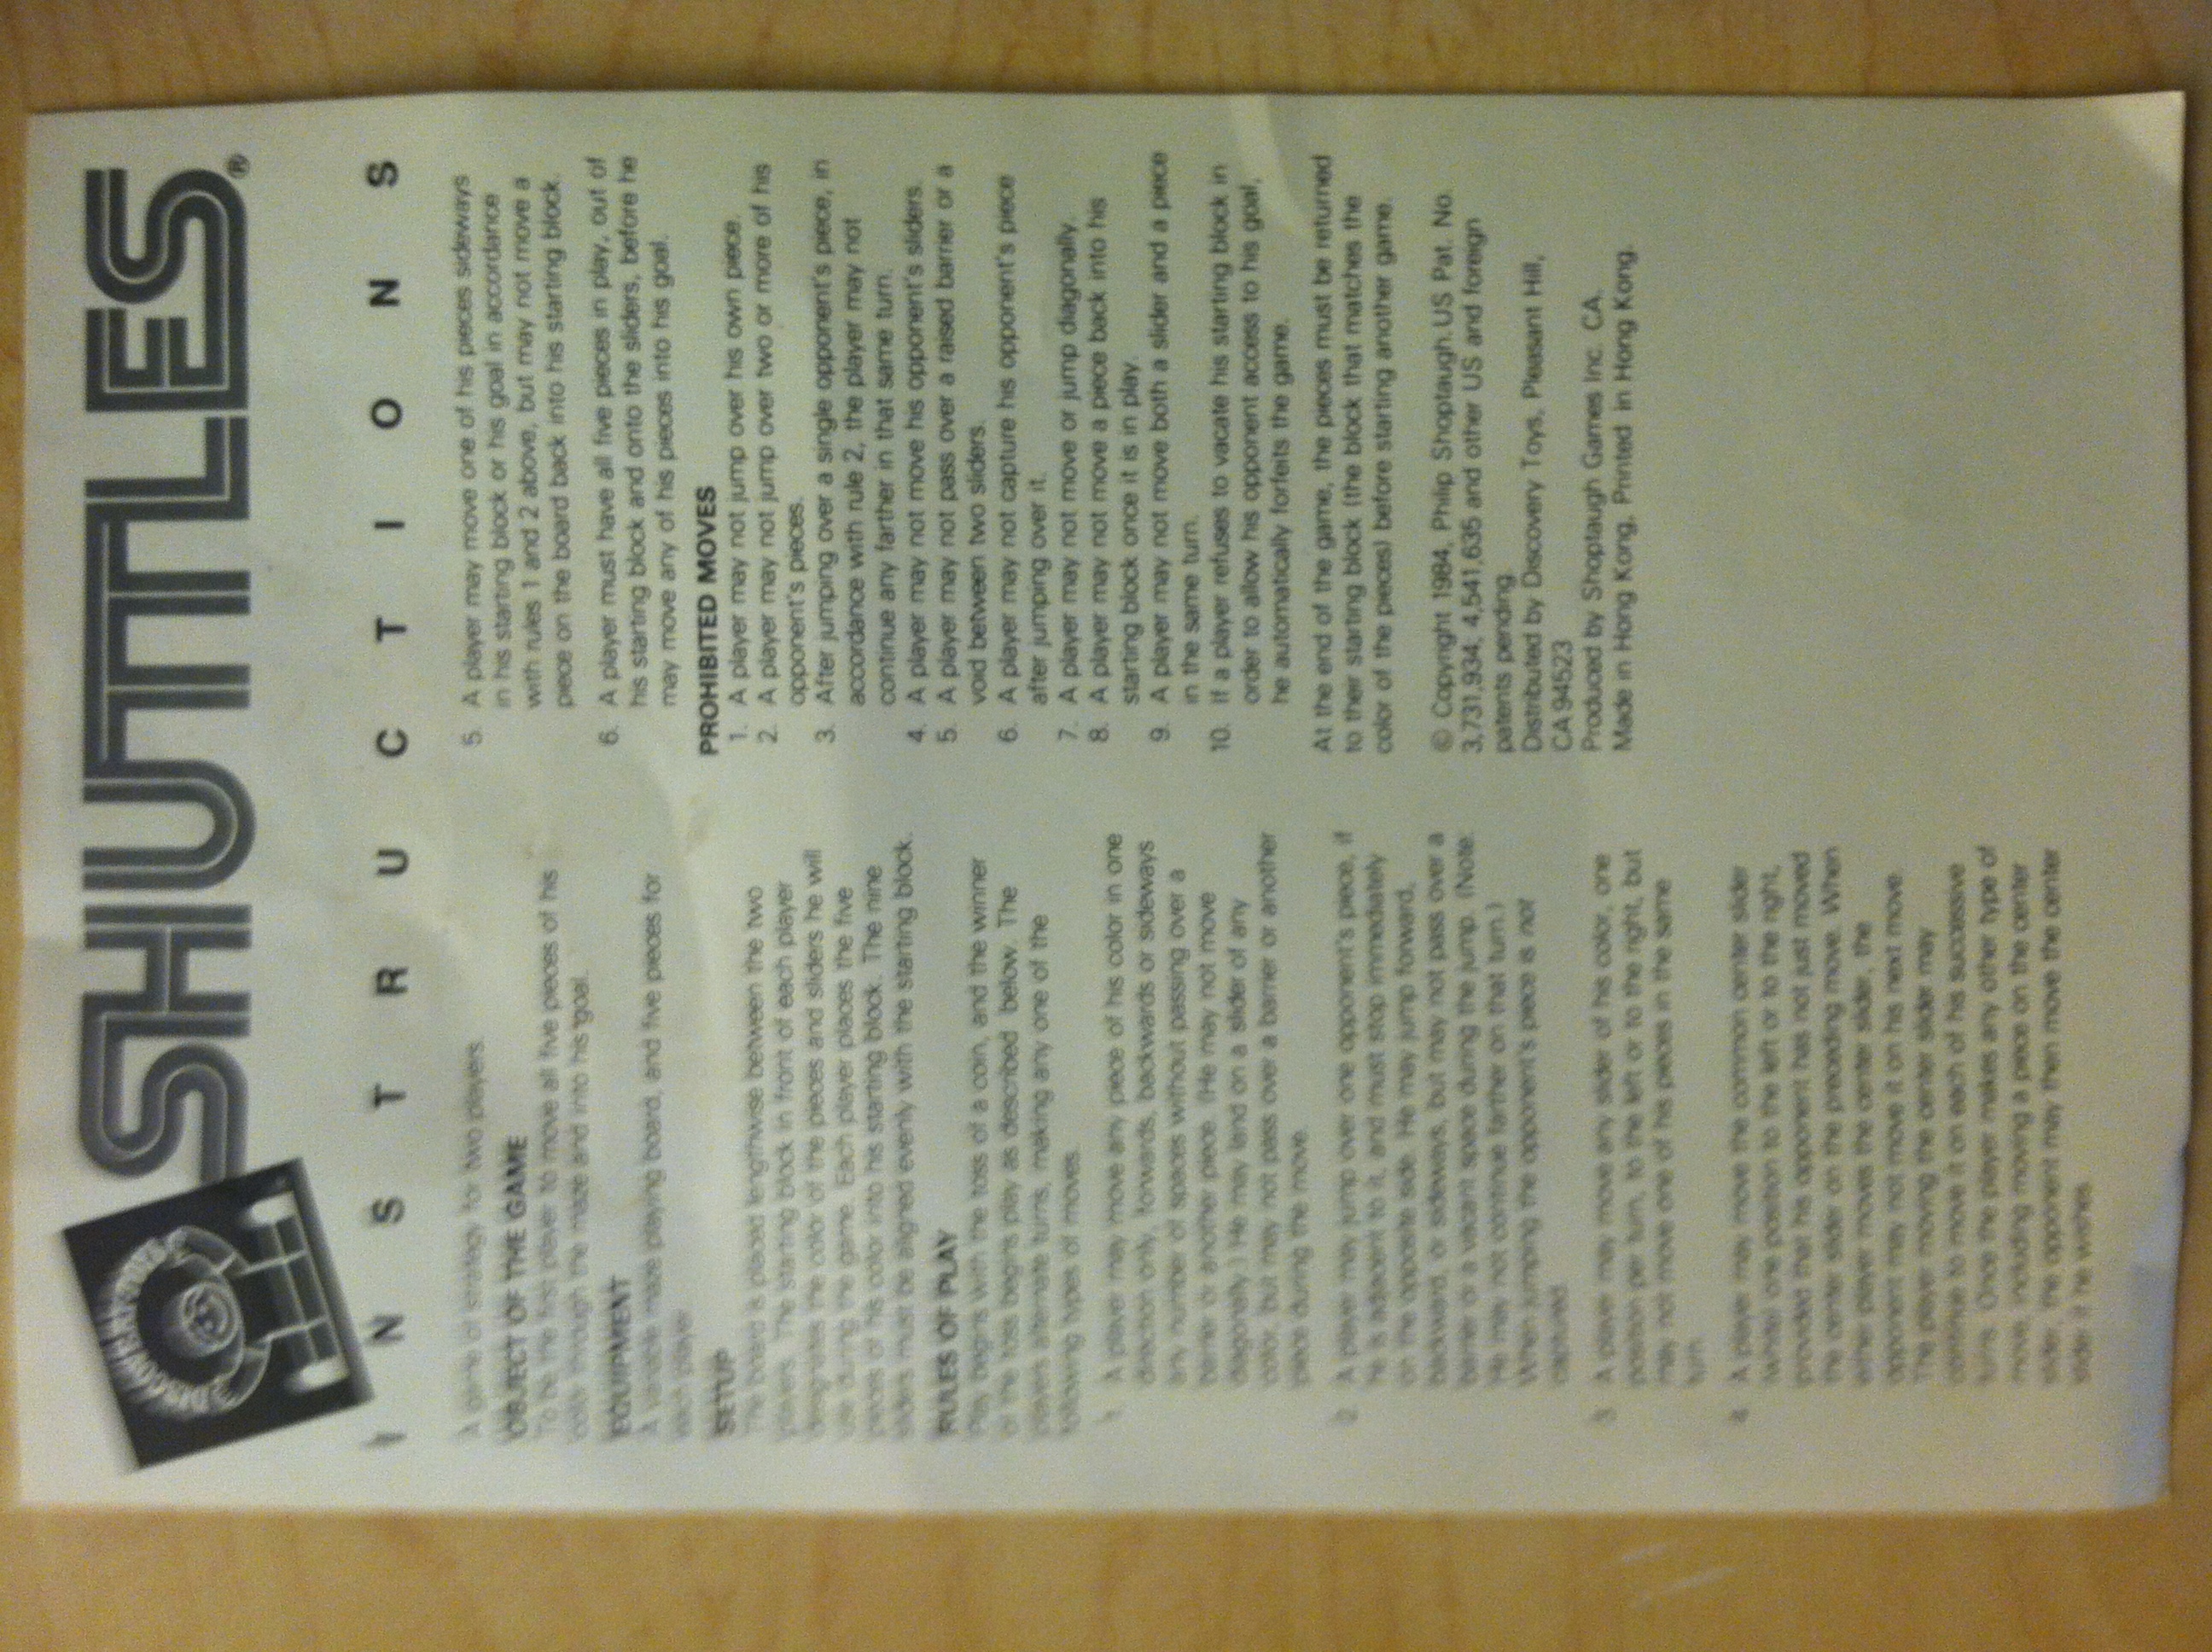 DISCOVERY TOYS
SHUTTLES®
INSTRUCTIONS
A game of strategy for two players.
OBJECT OF THE GAME
To be the first player to move all five pieces of his
color through the maze and into his goal.
EQUIPMENT
A variable maze playing board, and five pieces for
each player.
SETUP
The board is placed lengthwise between the two
players. The starting block in front of each player
designates the color of the pieces and sliders he will
use during the game. Each player places the five
pieces of his color into his starting block. The nine
sliders must be aligned evenly with the starting block.
RULES OF PLAY
Play begins with the toss of a coin, and the winner
of the toss begins play as described below. The
players alternate turns, making any one of the
following types of moves.
1. A player may move any piece of his color in one
direction only, forwards, backwards or sideways
any number of spaces without passing over a
barrier or another piece. (He may not move
diagonally.) He may land on a slider of any
color, but may not pass over a barrier or another
piece during the move.
2. A player may jump over one opponent's piece, if
he is adjacent to it, and must stop immediately
on the opposite side. He may jump forward,
backward, or sideways, but may not pass over a
barrier or a vacant space during the jump. (Note:
He may not continue farther on that turn.)
When jumping the opponent's piece is not
captured.
3. A player may move any slider of his color, one
position per turn, to the left or to the right, but
may not move one of his pieces in the same
turn.
4. A player may move the common center slider
(white) one position to the left or to the right,
provided that his opponent has not just moved
the center slider on the preceding move. When
either player moves the center slider, the
opponent may not move it on his next move.
The player moving the center slider may
continue to move it on each of his successive
turns. Once the player makes any other type of
move, including moving a piece on the center
slider, the opponent may then move the center
slider if he wishes.
5. A player may move one of his pieces sideways
in his starting block or his goal in accordance
with rules 1 and 2 above, but may not move a
piece on the board back into his starting block.
6. A player must have all five pieces in play, out of
his starting block and onto the sliders, before he
may move any of his pieces into his goal.
PROHIBITED MOVES
1. A player may not jump over his own piece.
2. A player may not jump over two or more of his
opponent's pieces.
3. After jumping over a single opponent's piece, in
accordance with rule 2, the player may not
continue any farther in that same turn.
4. A player may not move his opponent's sliders.
5. A player may not pass over a raised barrier or a
void between two sliders.
6. A player may not capture his opponent's piece
after jumping over it.
7. A player may not move or jump diagonally.
8. A player may not move a piece back into his
starting block once it is in play.
9. A player may not move both a slider and a piece
in the same turn.
10. If a player refuses to vacate his starting block in
order to allow his opponent access to his goal,
he automatically forfeits the game.
At the end of the game, the pieces must be returned
to their starting block (the block that matches the
color of the pieces) before starting another game.
© Copyright 1984, Philip Shoptaugh. US Pat. No.
3,731,934; 4,541,635 and other US and foreign
patents pending.
Distributed by Discovery Toys, Pleasant Hill,
CA 94523
Produced by Shoptaugh Games Inc. CA.
Made in Hong Kong, Printed in Hong Kong.